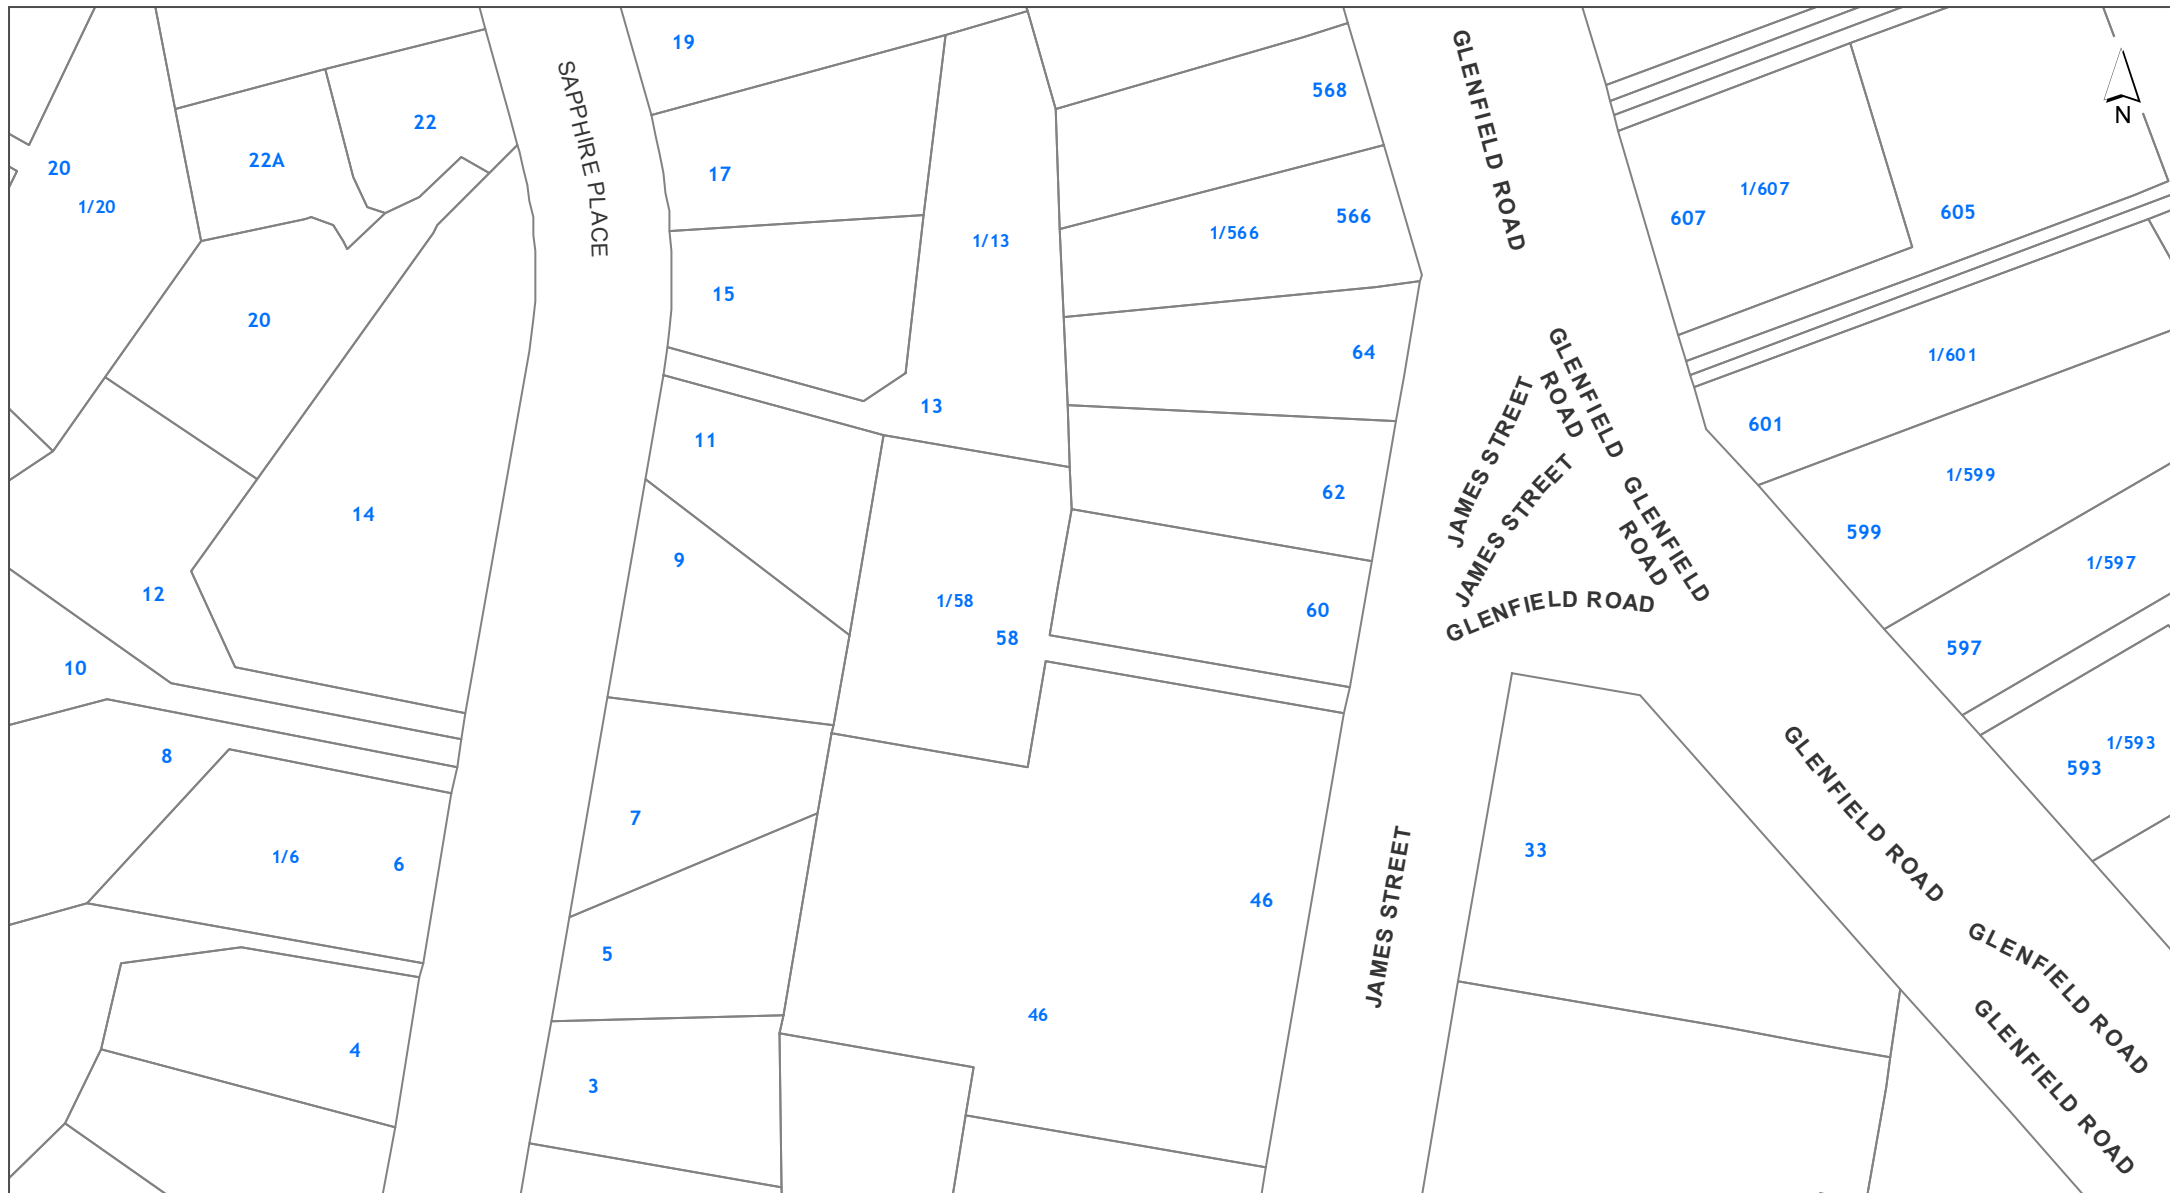 19
SAPPHIRE PLACE
GLENFIELD ROAD
568
N
22
22A
20
1/20
17
1/607
607
605
566
1/566
1/13
15
20
64
1/601
GLENFIELD
ROAD
JAMES STREET
13
601
11
1/599
62
14
JAMES STREET
GLENFIELD
ROAD
599
9
1/597
12
1/58
58
60
GLENFIELD ROAD
597
10
8
1/593
593
7
GLENFIELD ROAD
33
1/6
6
46
JAMES STREET
5
GLENFIELD ROAD
46
4
3
GLENFIELD ROAD